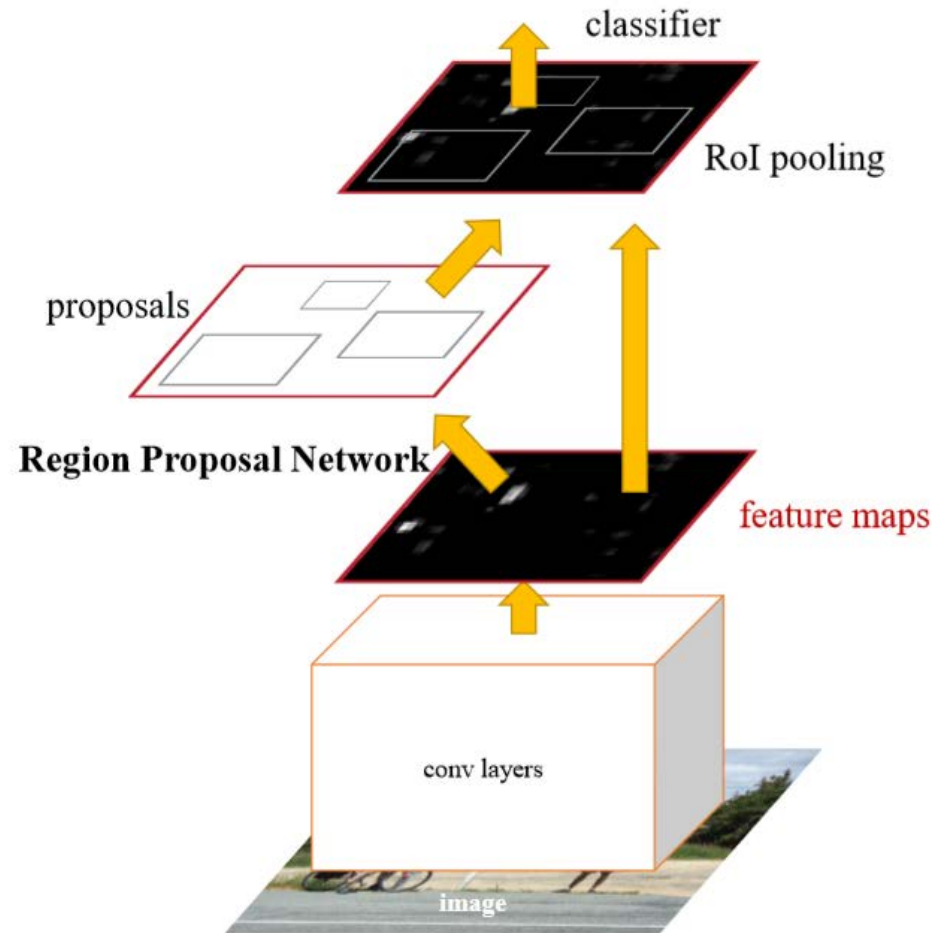 classifier
RoI pooling
proposals
Region Proposal Network
feature maps
conv layers
image